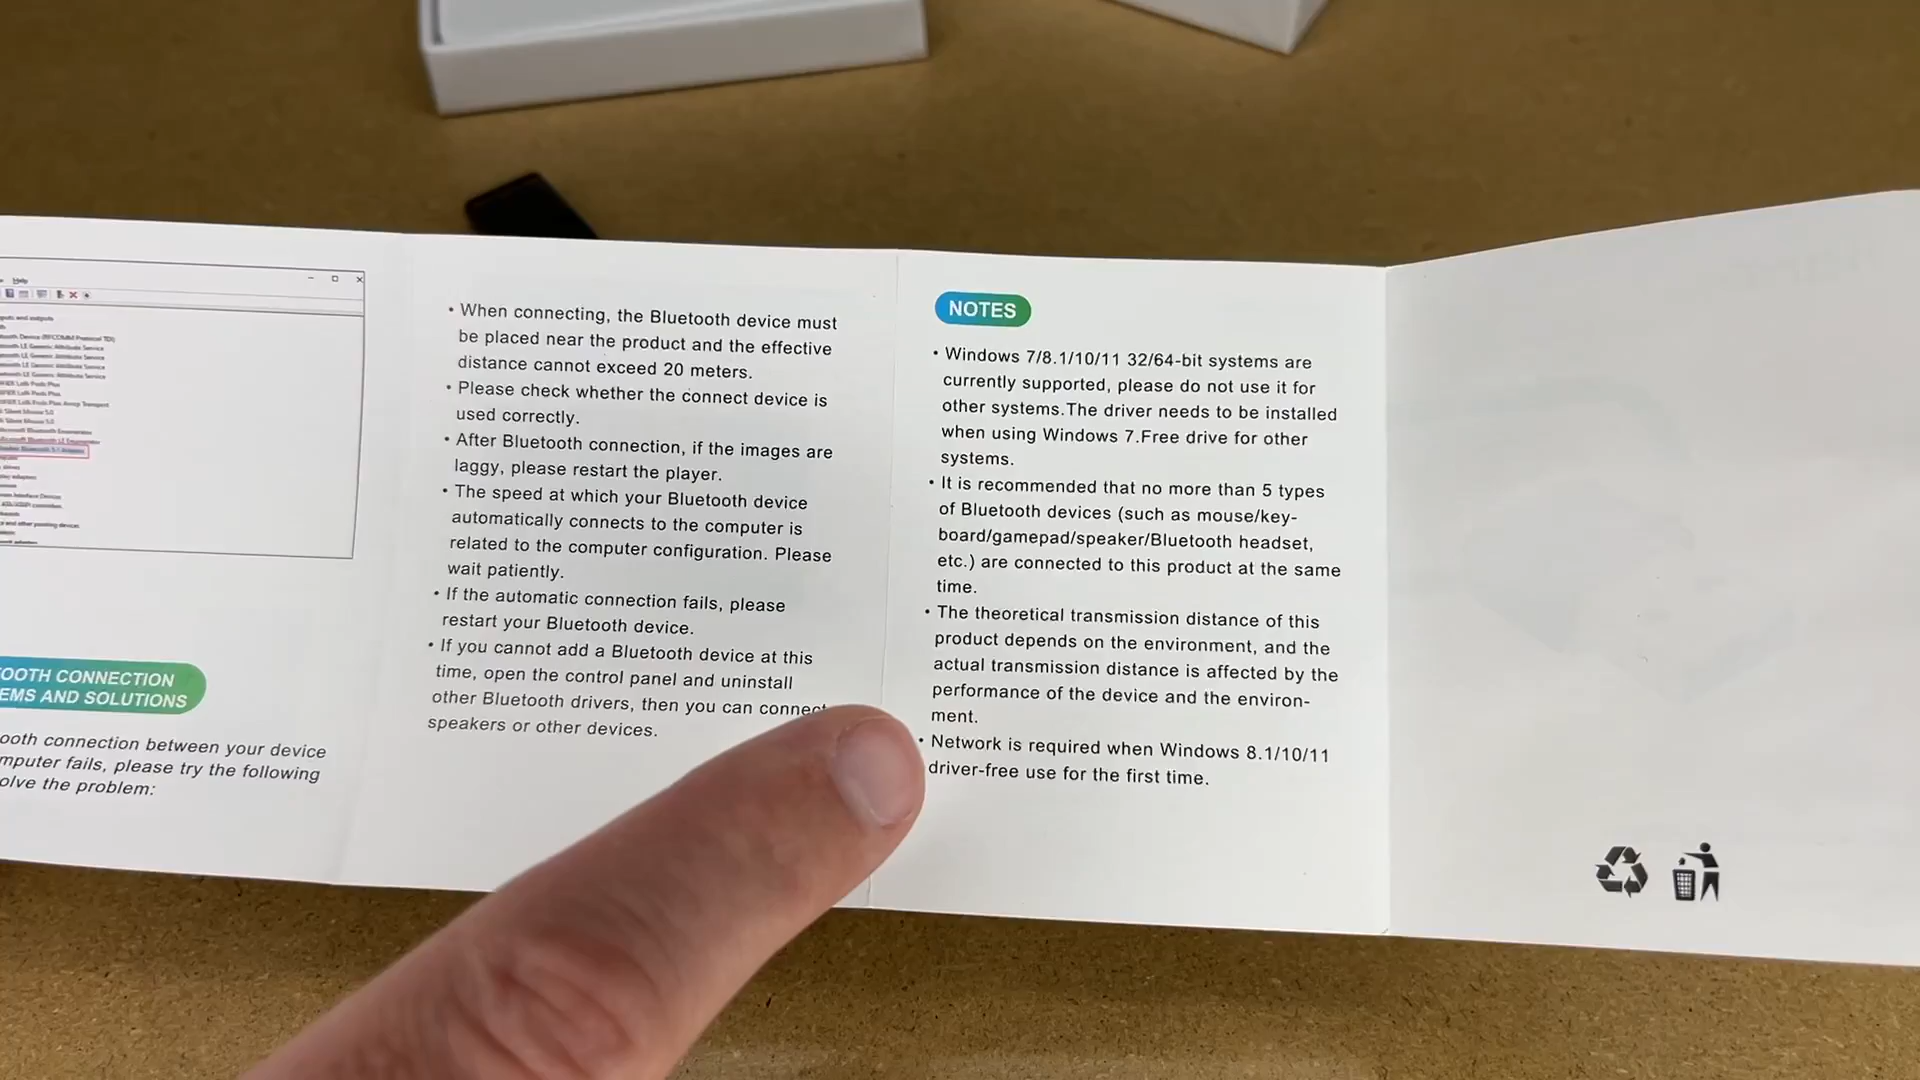 Help
OOTH CONNECTION
EMS AND SOLUTIONS
ooth connection between your device
mputer fails, please try the following
olve the problem:
• When connecting, the Bluetooth device must
be placed near the product and the effective
distance cannot exceed 20 meters.
• Please check whether the connect device is
used correctly.
• After Bluetooth connection, if the images are
laggy, please restart the player.
• The speed at which your Bluetooth device
automatically connects to the computer is
related to the computer configuration. Please
wait patiently.
• If the automatic connection fails, please
restart your Bluetooth device.
• If you cannot add a Bluetooth device at this
time, open the control panel and uninstall
other Bluetooth drivers, then you can connect
speakers or other devices.
NOTES
• Windows 7/8.1/10/11 32/64-bit systems are
currently supported, please do not use it for
other systems.The driver needs to be installed
when using Windows 7.Free drive for other
systems.
• It is recommended that no more than 5 types
of Bluetooth devices (such as mouse/key-
board/gamepad/speaker/Bluetooth headset,
etc.) are connected to this product at the same
time.
• The theoretical transmission distance of this
product depends on the environment, and the
actual transmission distance is affected by the
performance of the device and the environ-
ment.
• Network is required when Windows 8.1/10/11
driver-free use for the first time.